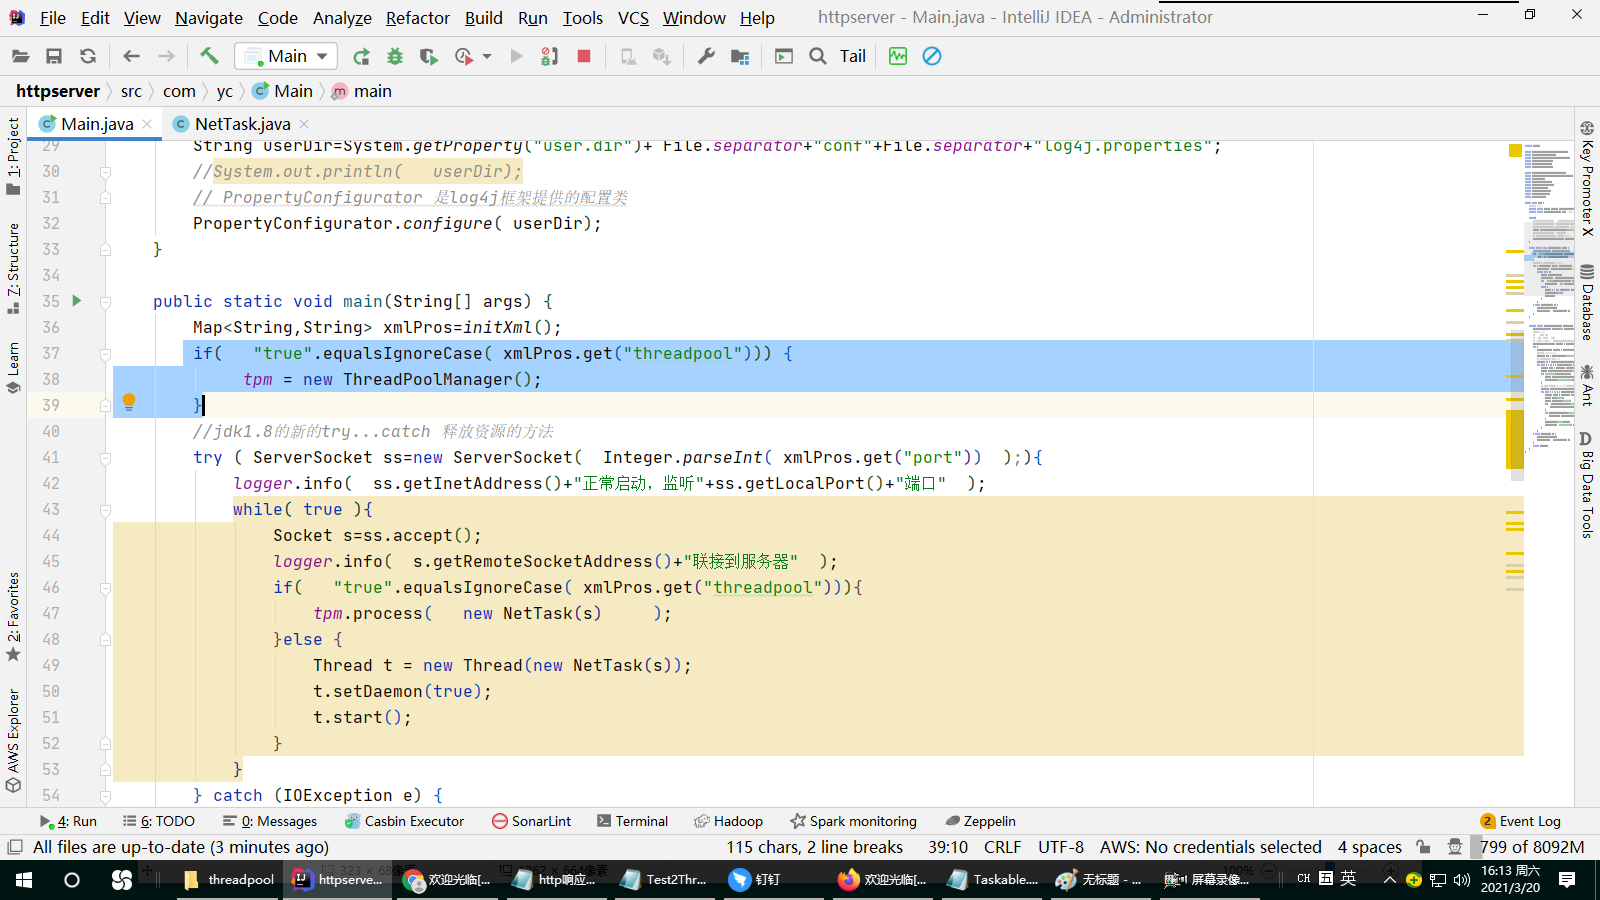 File Edit View Navigate Code Analyze Refactor Build Run Tools VCS Window Help httpserver - Main.java - IntelliJ IDEA - Administrator
Main Tail
httpserver src com yc Main main
Main.java NetTask.java
29 String userDir=System.getProperty("user.dir")+ File.separator+"conf"+File.separator+"log4j.properties";
30 //System.out.println(   userDir);
31 // PropertyConfigurator 是log4j框架提供的配置类
32 PropertyConfigurator.configure( userDir);
33 }
34
35 public static void main(String[] args) {
36 Map<String,String> xmlPros=initXml();
37 if(   "true".equalsIgnoreCase( xmlPros.get("threadpool"))) {
38 tpm = new ThreadPoolManager();
39 }
40 //jdk1.8的新的try...catch 释放资源的方法
41 try ( ServerSocket ss=new ServerSocket(  Integer.parseInt( xmlPros.get("port"))  );){
42 logger.info(  ss.getInetAddress()+"正常启动，监听"+ss.getLocalPort()+"端口"  );
43 while( true ){
44 Socket s=ss.accept();
45 logger.info(  s.getRemoteSocketAddress()+"联接到服务器"  );
46 if(   "true".equalsIgnoreCase( xmlPros.get("threadpool"))){
47 tpm.process(   new NetTask(s)     );
48 }else {
49 Thread t = new Thread(new NetTask(s));
50 t.setDaemon(true);
51 t.start();
52 }
53 }
54 } catch (IOException e) {
1: Project
7: Structure
Learn
2: Favorites
AWS Explorer
Key Promoter X
Database
Ant
Big Data Tools
4: Run 6: TODO 0: Messages Casbin Executor SonarLint Terminal Hadoop Spark monitoring Zeppelin 2 Event Log
All files are up-to-date (3 minutes ago) 115 chars, 2 line breaks 39:10 CRLF UTF-8 AWS: No credentials selected 4 spaces 799 of 8092M
threadpool httpserve... 欢迎光临[... http响应... Test2Thr... 钉钉 欢迎光临[... Taskable.... 无标题 - ... 屏幕录像... CH 英 16:13 周六
2021/3/20